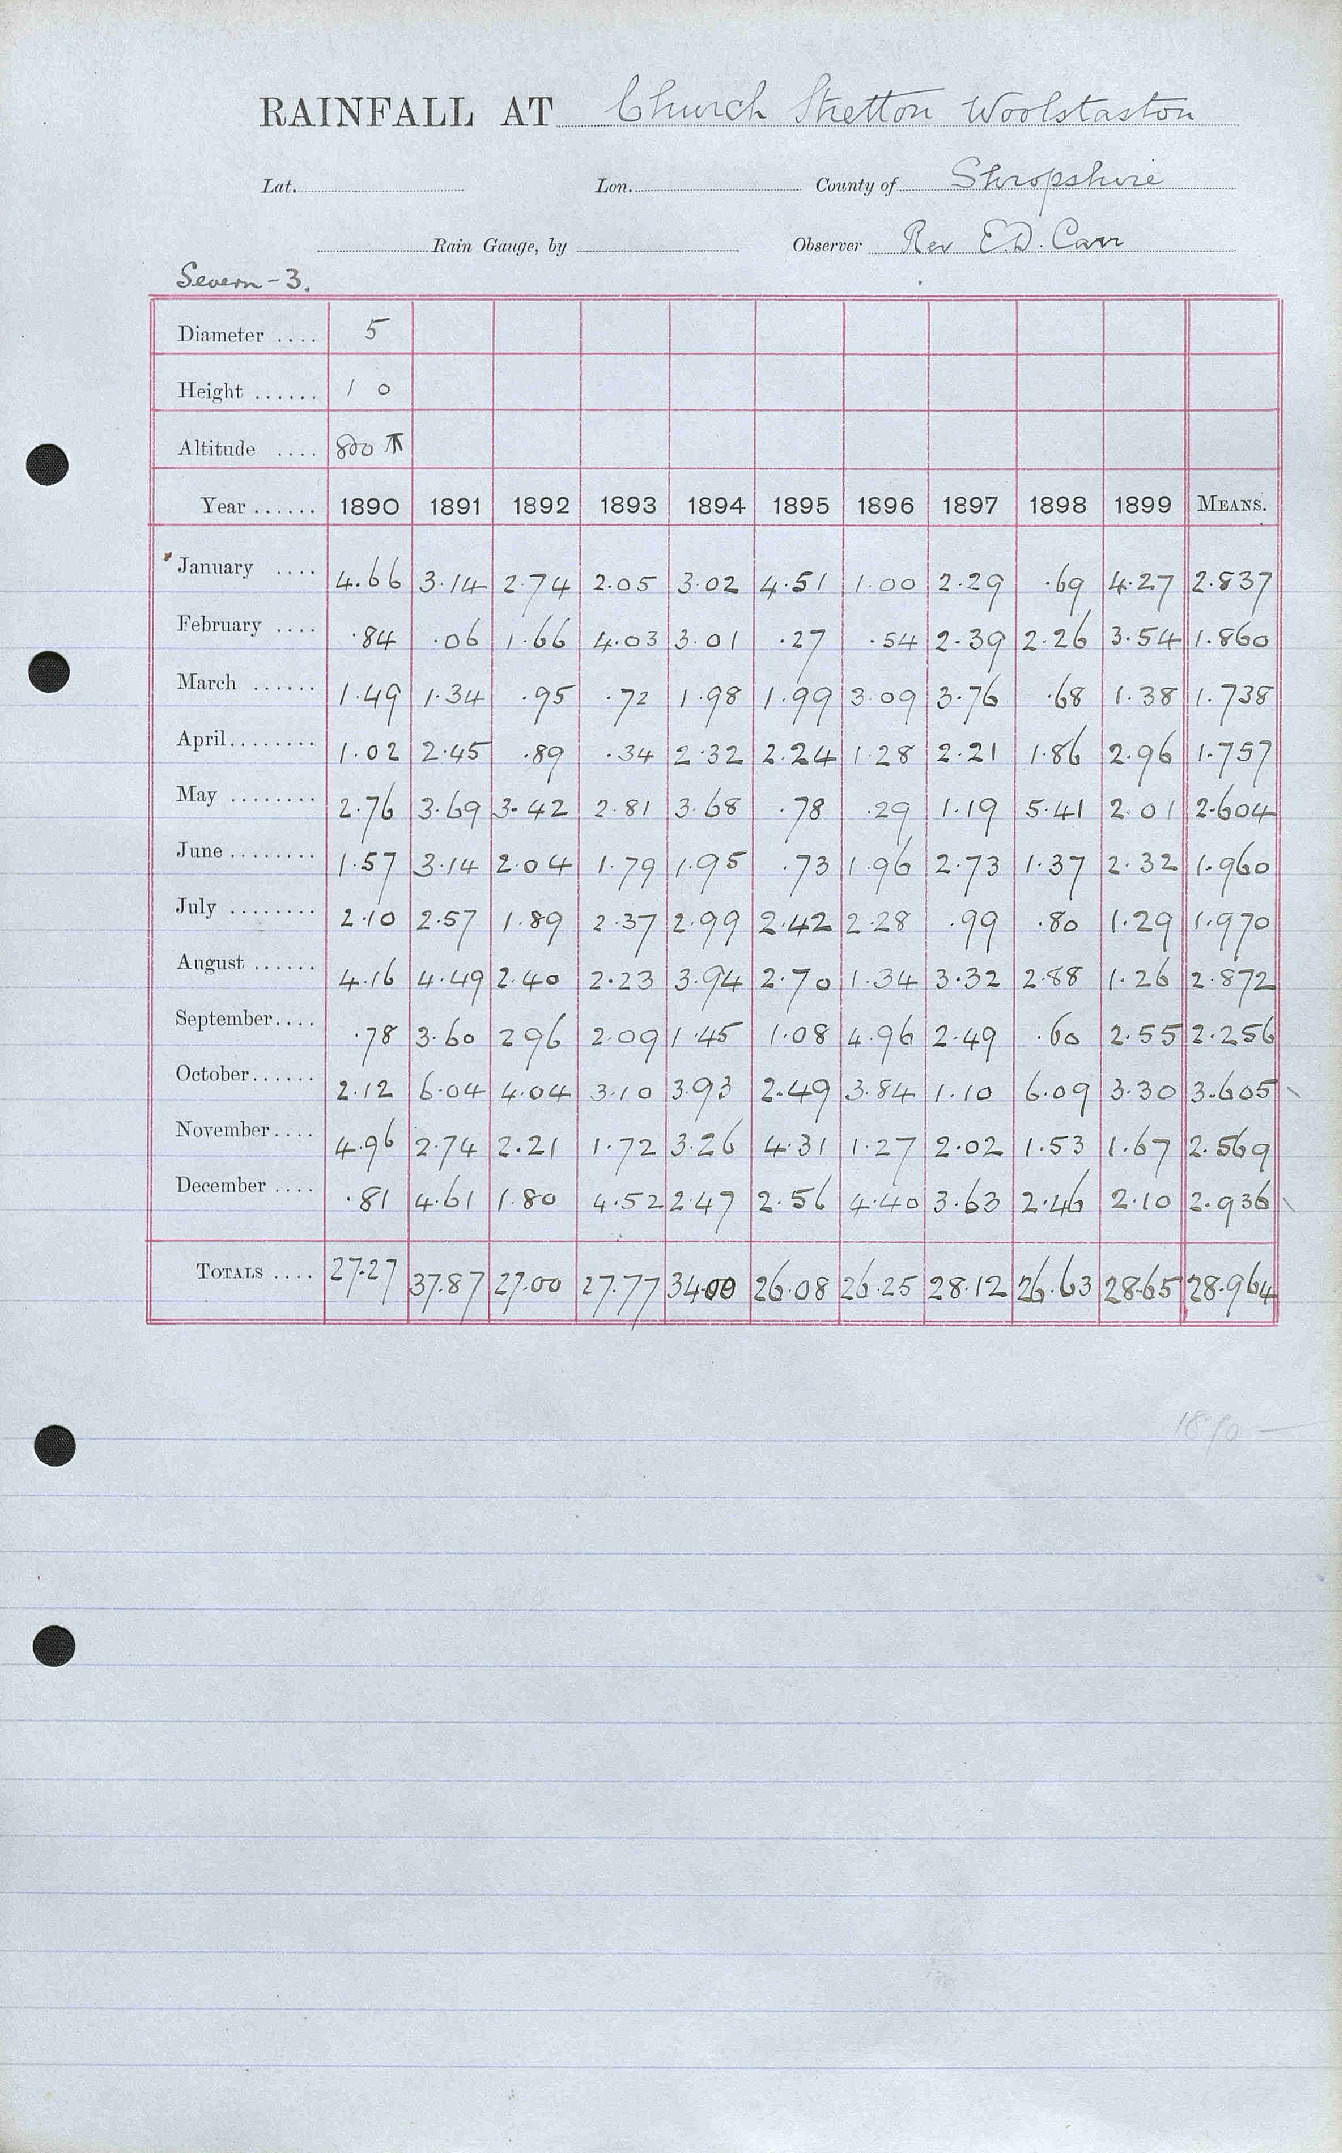 RAINFALL AT Church Stretton Woolstaston
Lat. Lon. County of Shropshire
Rain Gauge, by Observer Rev E.D. Carr
Severn - 3.
Diameter .... 5
Height ...... 1 0
Altitude .... 800
Year ...... 1890 1891 1892 1893 1894 1895 1896 1897 1898 1899 MEANS.
January .... 4.66 3.14 2.74 2.05 3.02 4.51 1.00 2.29 .69 4.27 2.837
February .... .84 .06 1.66 4.03 3.01 .27 .54 2.39 2.26 3.54 1.860
March ...... 1.49 1.34 .95 .72 1.98 1.99 3.09 3.76 .68 1.38 1.738
April........ 1.02 2.45 .89 .34 2.32 2.24 1.28 2.21 1.86 2.96 1.757
May ........ 2.76 3.69 3.42 2.81 3.68 .78 .29 1.19 5.41 2.01 2.604
June ........ 1.57 3.14 2.04 1.79 1.95 .73 1.96 2.73 1.37 2.32 1.960
July ........ 2.10 2.57 1.89 2.37 2.99 2.42 2.28 .99 .80 1.29 1.970
August ...... 4.16 4.49 2.40 2.23 3.94 2.70 1.34 3.32 2.88 1.26 2.872
September.... .78 3.60 2.96 2.09 1.45 1.08 4.96 2.49 .60 2.55 2.256
October...... 2.12 6.04 4.04 3.10 3.93 2.49 3.84 1.10 6.09 3.30 3.605
November.... 4.96 2.74 2.21 1.72 3.26 4.31 1.27 2.02 1.53 1.67 2.569
December .... .81 4.61 1.80 4.52 2.47 2.56 4.40 3.63 2.46 2.10 2.936
TOTALS .... 27.27 37.87 27.00 27.77 34.00 26.08 26.25 28.12 26.63 28.65 28.964
1890 —